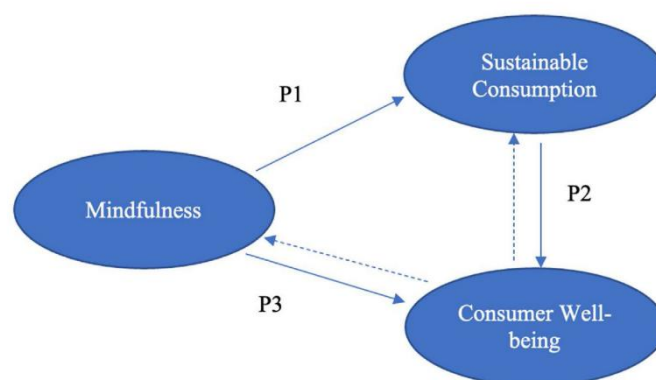 Sustainable
Consumption
P1
Mindfulness
P2
P3
Consumer Well-
being